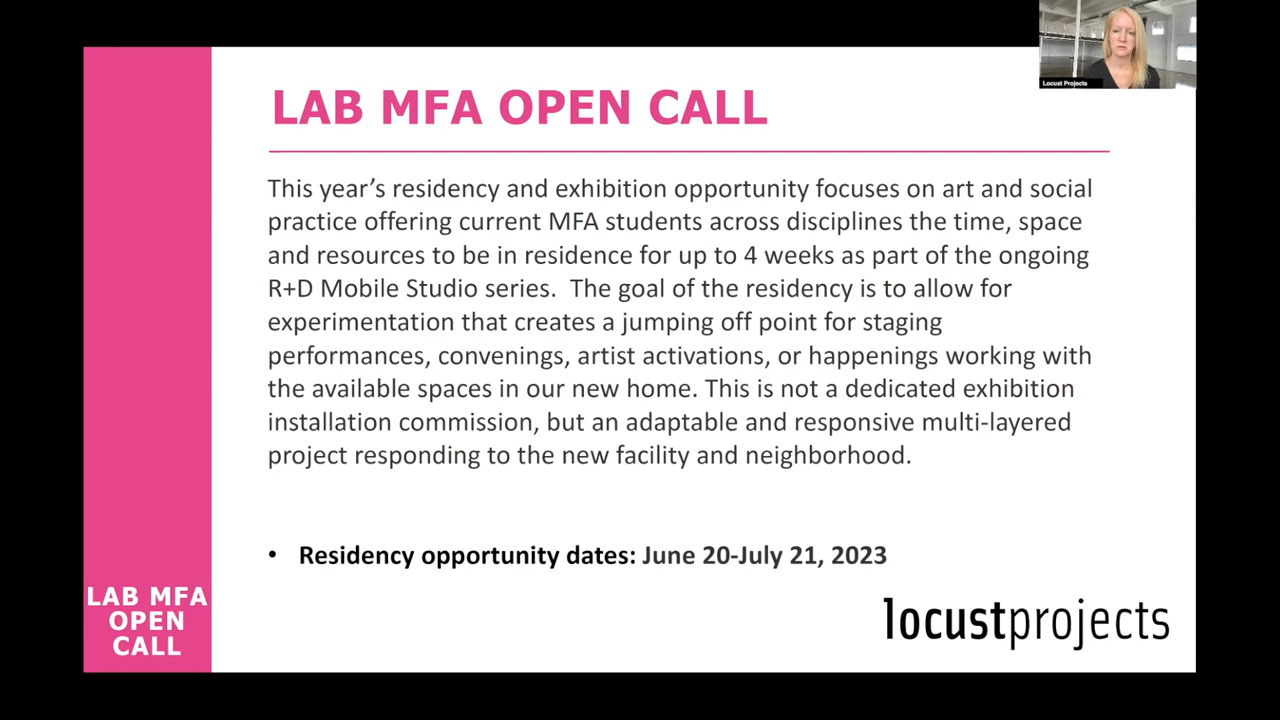 Locust Projects
LAB MFA OPEN CALL
This year’s residency and exhibition opportunity focuses on art and social
practice offering current MFA students across disciplines the time, space
and resources to be in residence for up to 4 weeks as part of the ongoing
R+D Mobile Studio series.  The goal of the residency is to allow for
experimentation that creates a jumping off point for staging
performances, convenings, artist activations, or happenings working with
the available spaces in our new home. This is not a dedicated exhibition
installation commission, but an adaptable and responsive multi-layered
project responding to the new facility and neighborhood.
• Residency opportunity dates: June 20-July 21, 2023
LAB MFA
OPEN
CALL
locustprojects